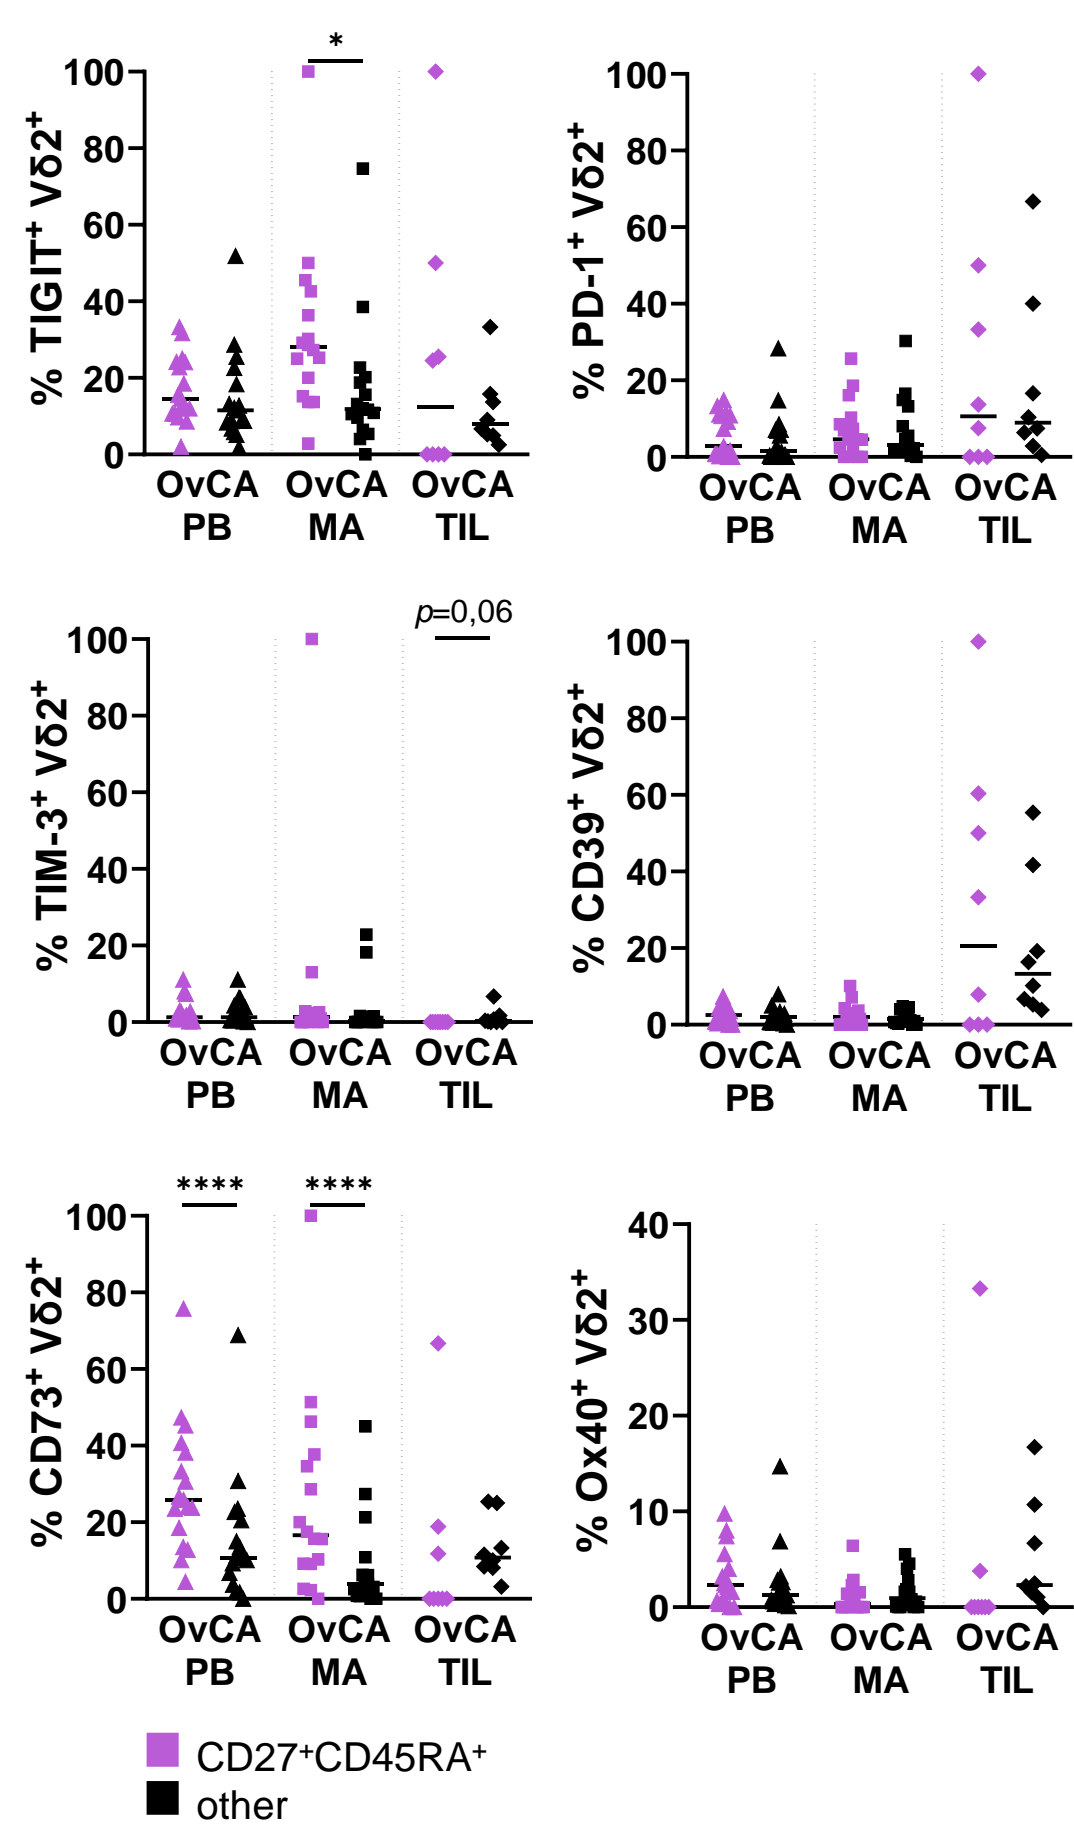 *
% TIGIT⁺ Vδ2⁺
100
80
60
40
20
0
OvCA OvCA OvCA
PB MA TIL
% PD-1⁺ Vδ2⁺
100
80
60
40
20
0
OvCA OvCA OvCA
PB MA TIL
p=0,06
% TIM-3⁺ Vδ2⁺
100
80
60
40
20
0
OvCA OvCA OvCA
PB MA TIL
% CD39⁺ Vδ2⁺
100
80
60
40
20
0
OvCA OvCA OvCA
PB MA TIL
**** ****
% CD73⁺ Vδ2⁺
100
80
60
40
20
0
OvCA OvCA OvCA
PB MA TIL
% Ox40⁺ Vδ2⁺
40
30
20
10
0
OvCA OvCA OvCA
PB MA TIL
CD27⁺CD45RA⁺
other